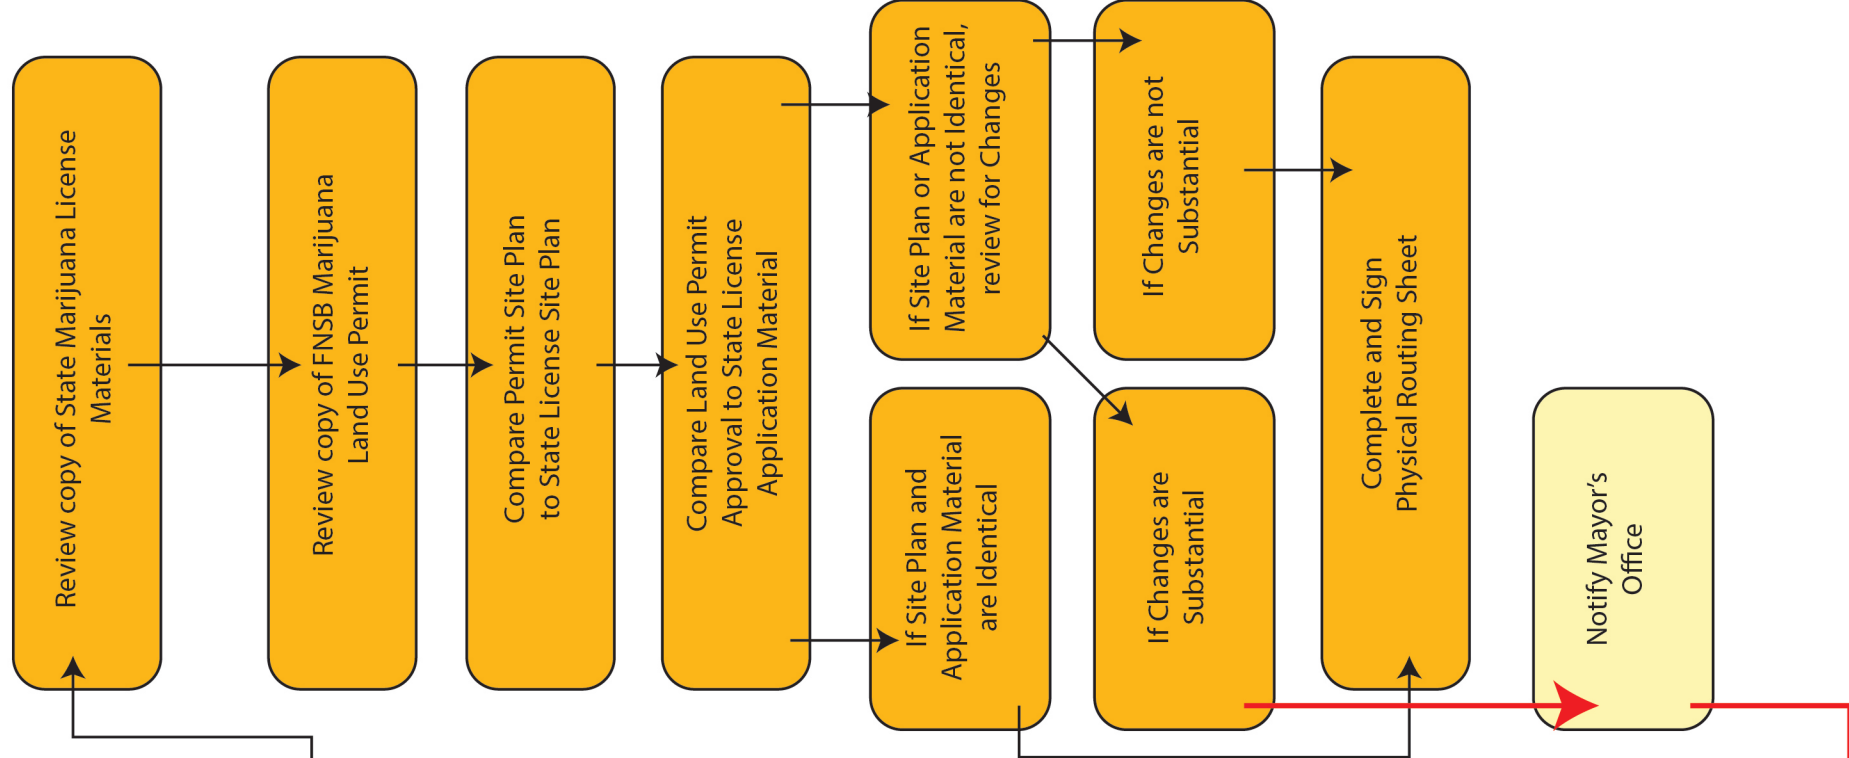 Review copy of State Marijuana License
Materials
Review copy of FNSB Marijuana
Land Use Permit
Compare Permit Site Plan
to State License Site Plan
Compare Land Use Permit
Approval to State License
Application Material
If Site Plan or Application
Material are not Identical,
review for Changes
If Site Plan and
Application Material
are Identical
If Changes are not
Substantial
If Changes are
Substantial
Complete and Sign
Physical Routing Sheet
Notify Mayor’s
Office